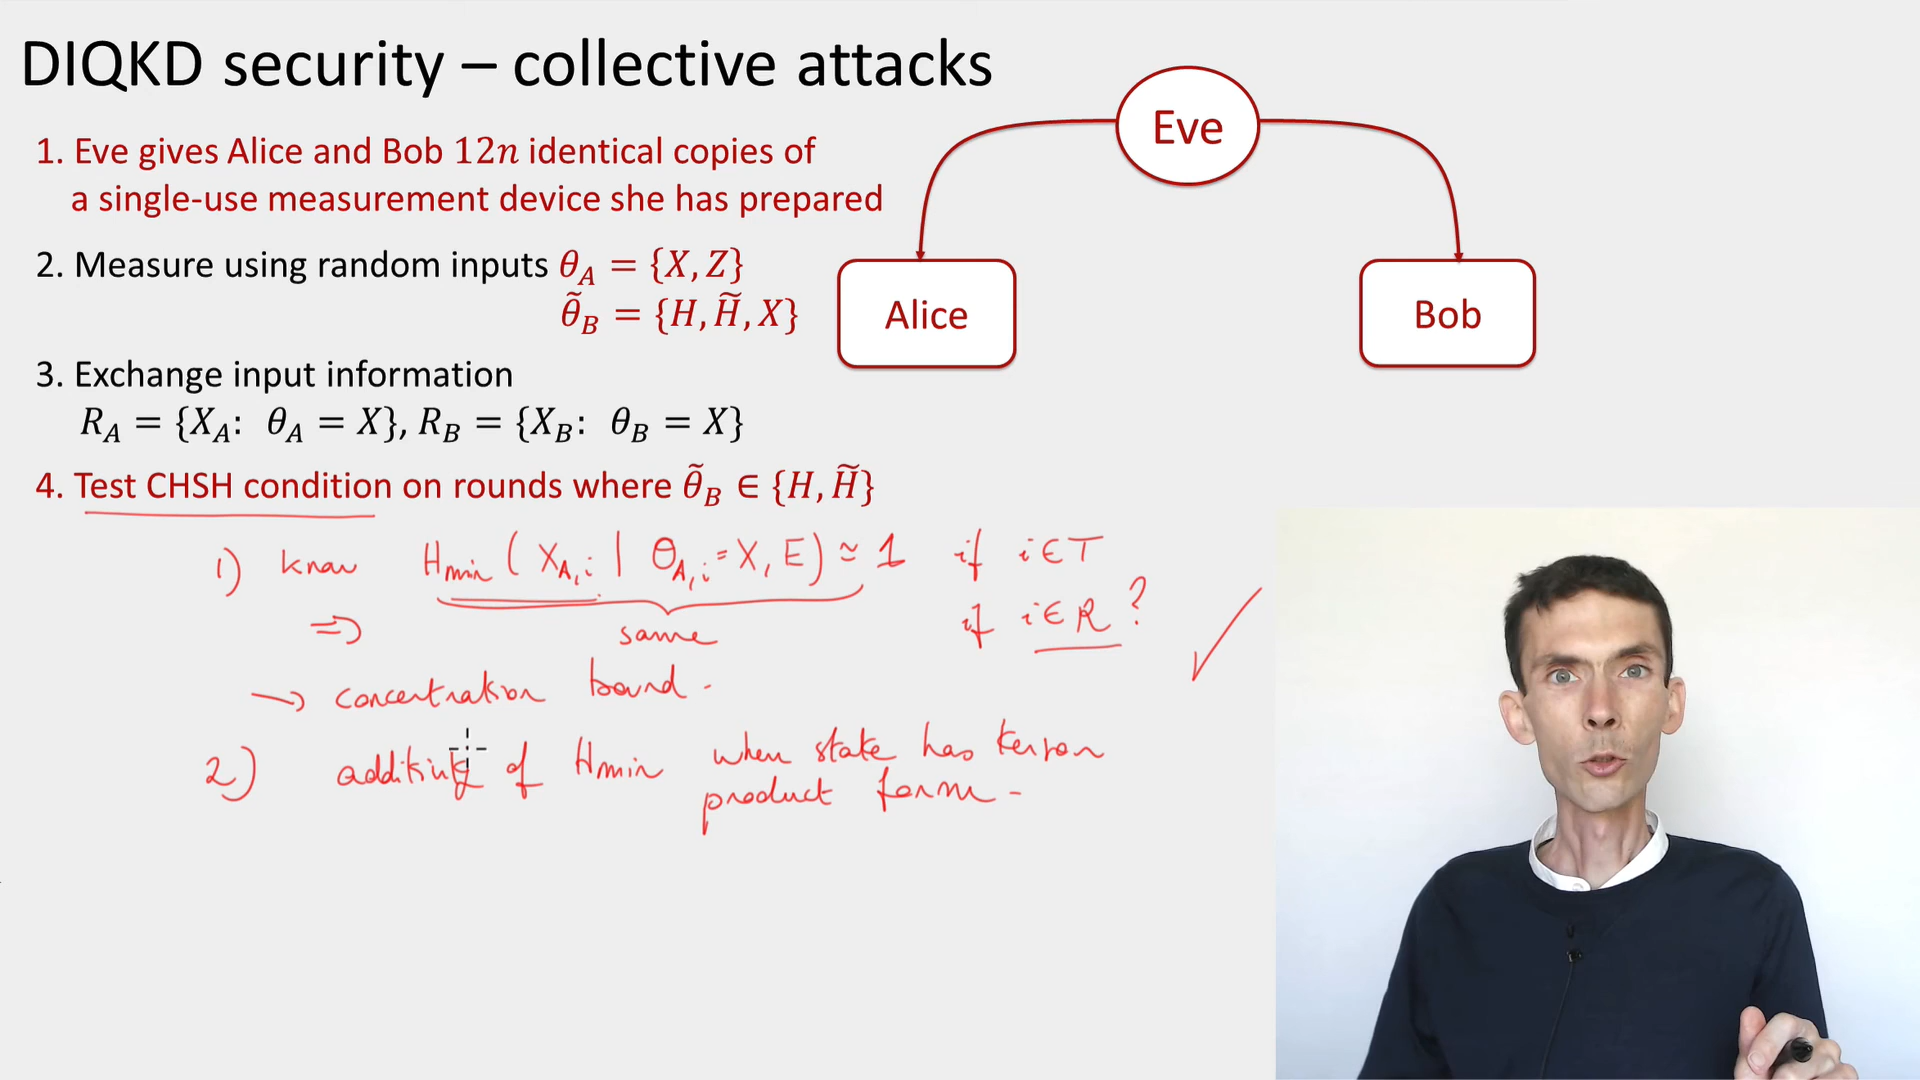 DIQKD security – collective attacks
Eve
1. Eve gives Alice and Bob 12n identical copies of
a single-use measurement device she has prepared
2. Measure using random inputs θ_A = {X, Z}
θ̃_B = {H, H̃, X}
Alice
Bob
3. Exchange input information
R_A = {X_A: θ_A = X}, R_B = {X_B: θ_B = X}
4. Test CHSH condition on rounds where θ̃_B ∈ {H, H̃}
1) know Hmin (X_A,i | θ_A,i = X, E) ≃ 1 if i∈T
⇒ same if i∈R ?
→ concentration bound.
2) additivity of Hmin when state has tensor
product form.